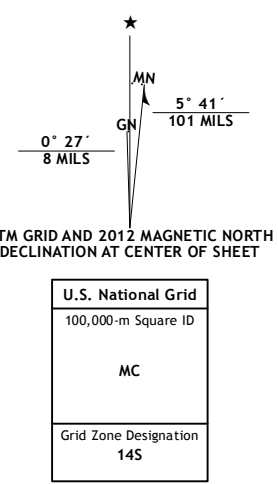 ★
MN
GN
5° 41´
101 MILS
0° 27´
8 MILS
TM GRID AND 2012 MAGNETIC NORTH
DECLINATION AT CENTER OF SHEET
U.S. National Grid
100,000-m Square ID
MC
Grid Zone Designation
14S